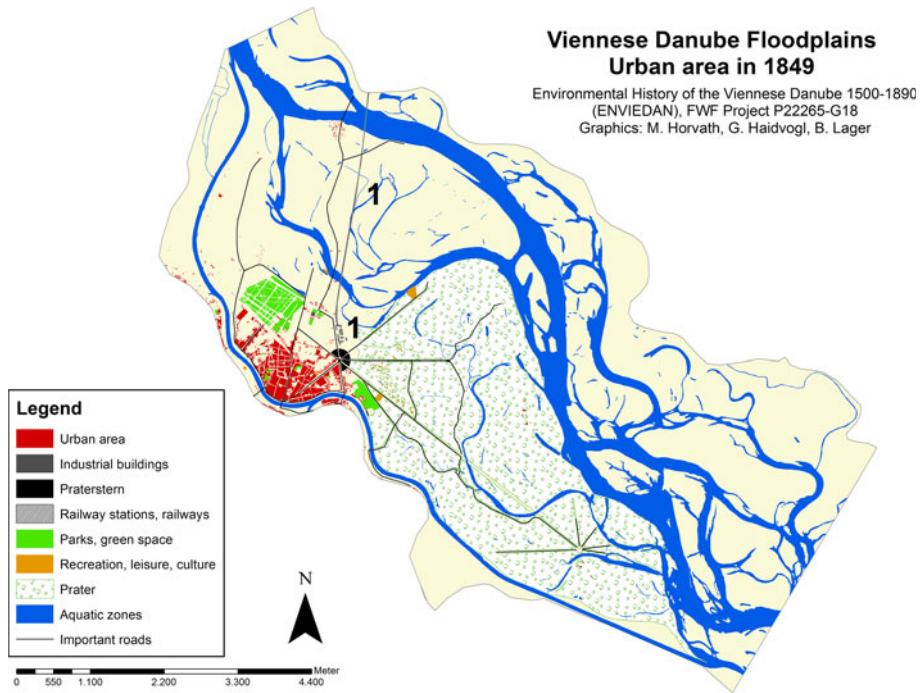 Viennese Danube Floodplains
Urban area in 1849
Environmental History of the Viennese Danube 1500-1890
(ENVIEDAN), FWF Project P22265-G18
Graphics: M. Horvath, G. Haidvogl, B. Lager
1
1
Legend
Urban area
Industrial buildings
Praterstern
Railway stations, railways
Parks, green space
Recreation, leisure, culture
Prater
Aquatic zones
Important roads
N
Meter
0 550 1.100 2.200 3.300 4.400